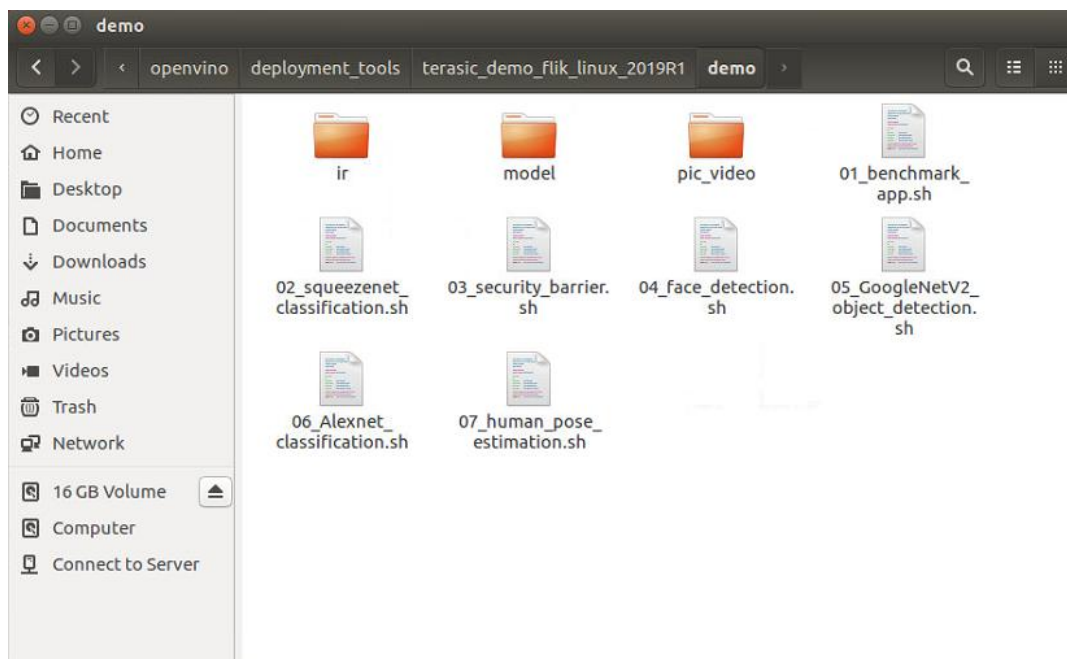 demo
openvino deployment_tools terasic_demo_flik_linux_2019R1 demo
Recent
Home
Desktop
Documents
Downloads
Music
Pictures
Videos
Trash
Network
16 GB Volume
Computer
Connect to Server
ir
model
pic_video
01_benchmark_
app.sh
02_squeezenet_
classification.sh
03_security_barrier.
sh
04_face_detection.
sh
05_GoogleNetV2_
object_detection.
sh
06_Alexnet_
classification.sh
07_human_pose_
estimation.sh